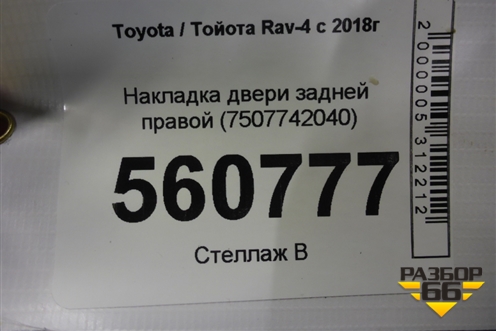 Toyota / Тойота Rav-4 с 2018г
Накладка двери задней
правой (7507742040)
560777
Стеллаж В
2000005312212
РАЗБОР
66